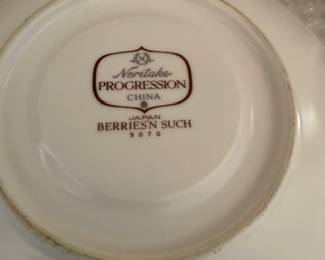 N
Noritake
PROGRESSION
CHINA
JAPAN
BERRIES'N SUCH
9070